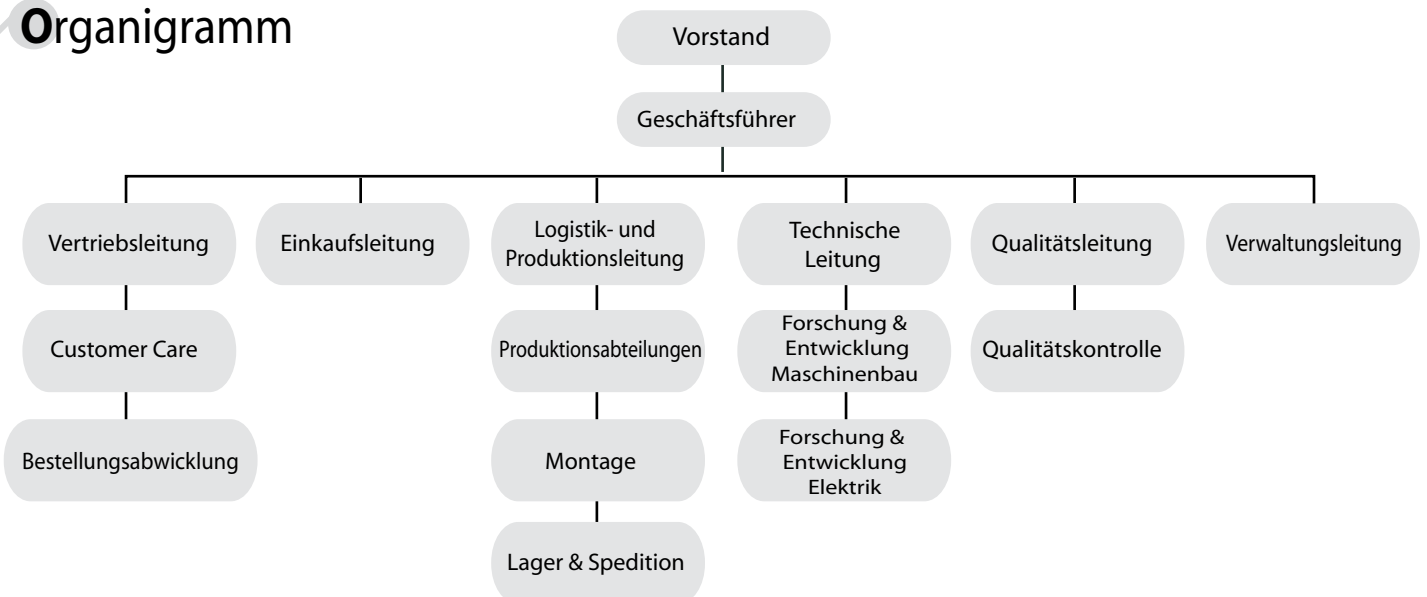 Organigramm
Vorstand
Geschäftsführer
Vertriebsleitung
Einkaufsleitung
Logistik- und
Produktionsleitung
Technische
Leitung
Qualitätsleitung
Verwaltungsleitung
Customer Care
Produktionsabteilungen
Forschung &
Entwicklung
Maschinenbau
Qualitätskontrolle
Bestellungsabwicklung
Montage
Forschung &
Entwicklung
Elektrik
Lager & Spedition